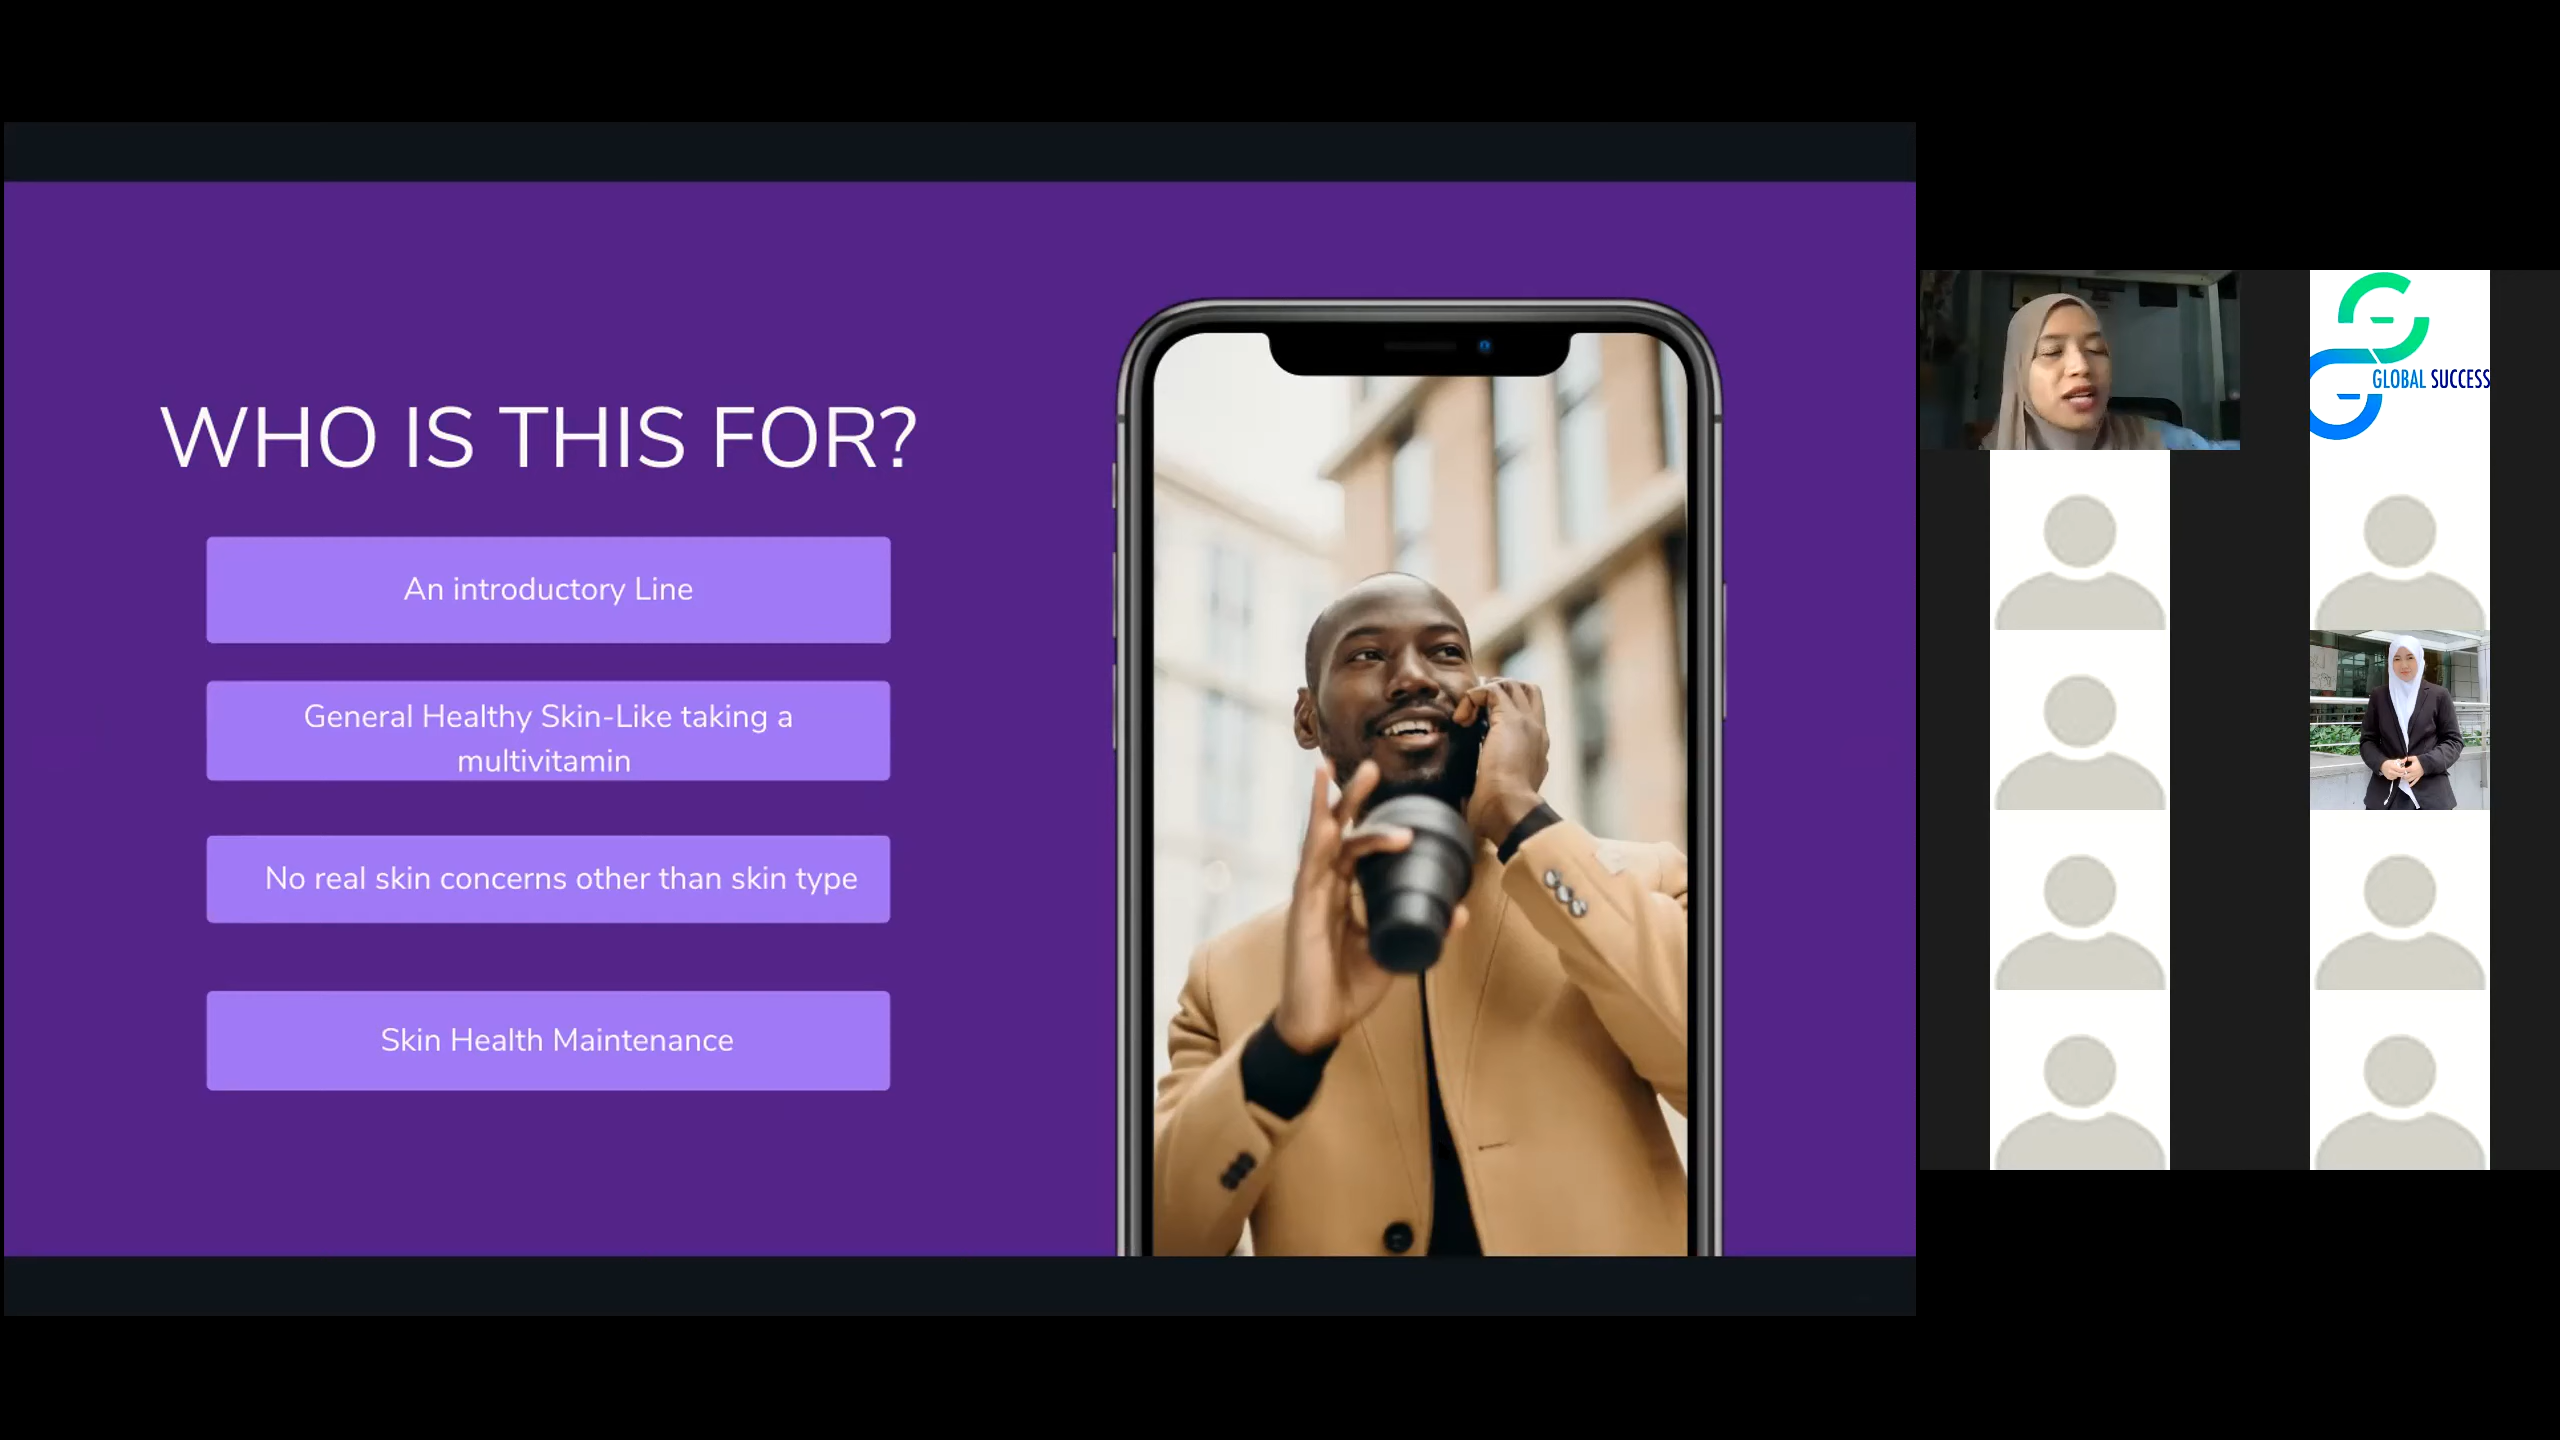 WHO IS THIS FOR?
An introductory Line
General Healthy Skin-Like taking a
multivitamin
No real skin concerns other than skin type
Skin Health Maintenance
GLOBAL SUCCESS